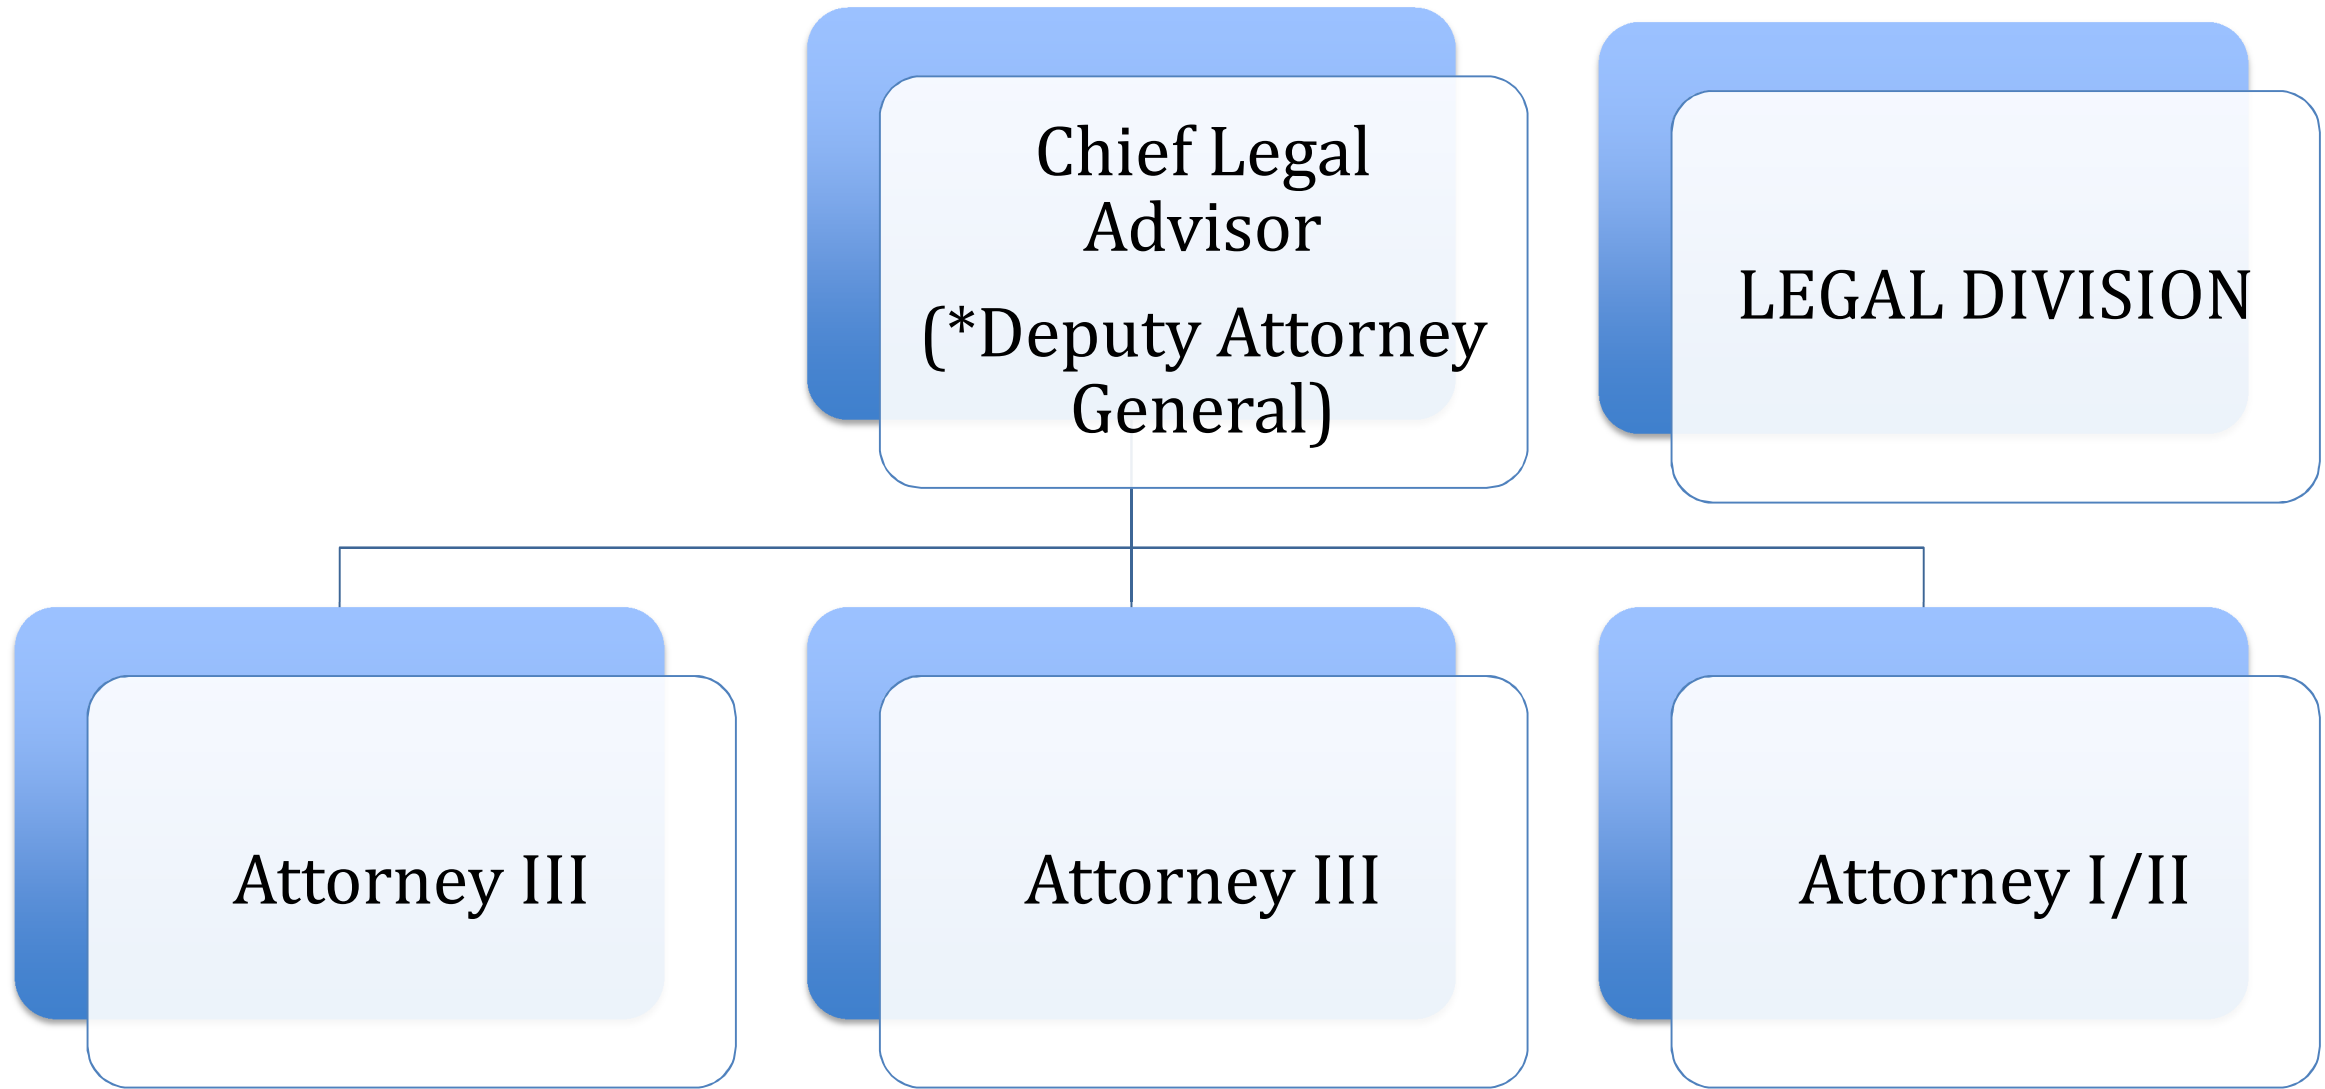 Chief Legal
Advisor
(*Deputy Attorney
General)
LEGAL DIVISION
Attorney III
Attorney III
Attorney I/II